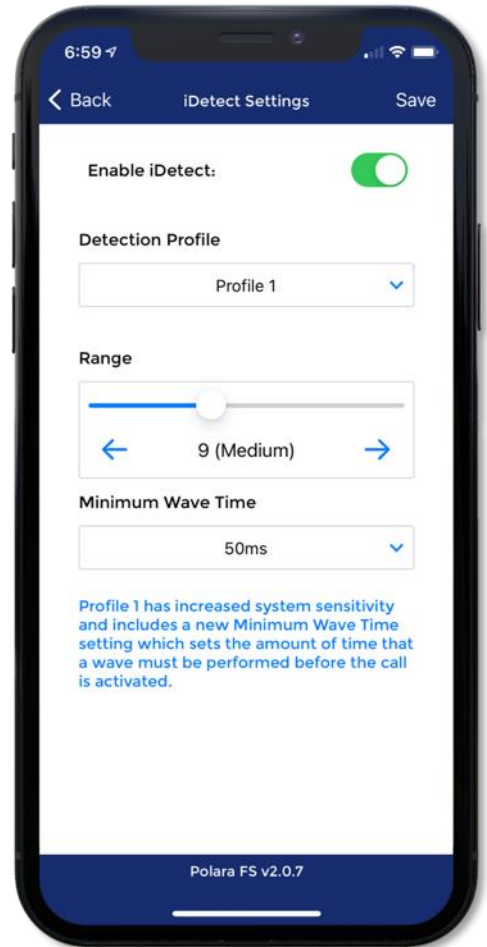 6:59
Back iDetect Settings Save
Enable iDetect:
Detection Profile
Profile 1
Range
9 (Medium)
Minimum Wave Time
50ms
Profile 1 has increased system sensitivity
and includes a new Minimum Wave Time
setting which sets the amount of time that
a wave must be performed before the call
is activated.
Polara FS v2.0.7